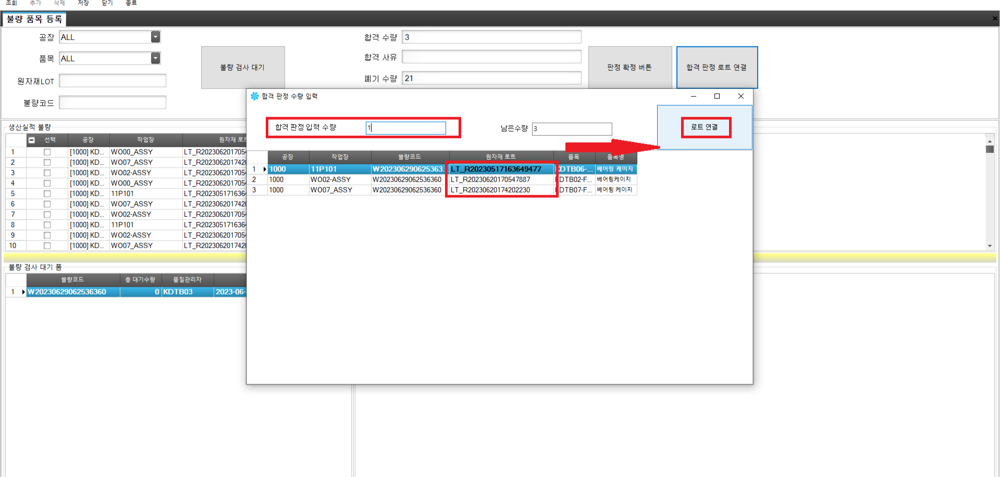 조회 추가 삭제 저장 닫기 종료
불량 품목 등록
공장 ALL
품목 ALL
원자재LOT
불량코드
불량 검사 대기
합격 수량 3
합격 사유
폐기 수량 21
판정 확정 버튼
합격 판정 로트 연결
생산실적 불량
선택 공장 작업장 원자재 로트
1 [1000] KD... WO00_ASSY LT_R202306201705
2 [1000] KD... WO07_ASSY LT_R202306201742
3 [1000] KD... WO02-ASSY LT_R202306201705
4 [1000] KD... WO00_ASSY LT_R202306201705
5 [1000] KD... 11P101 LT_R202305171636
6 [1000] KD... WO07_ASSY LT_R202306201742
7 [1000] KD... WO02-ASSY LT_R202306201705
8 [1000] KD... 11P101 LT_R202305171636
9 [1000] KD... WO02-ASSY LT_R202306201705
10 [1000] KD... WO07_ASSY LT_R202306201742
불량 검사 대기 품
불량코드 총 대기수량 품질관리자
1 W20230629062536360 0 KDTB03 2023-06-
합격 판정 수량 입력
합격 판정 입력 수량 1
남은수량 3
로트 연결
공장 작업장 불량코드 원자재 로트 품목 품목명
1 1000 11P101 W202306290625363... LT_R20230517163649477 KDTB06-... 베어링 케이지
2 1000 WO02-ASSY W20230629062536360 LT_R20230620170547887 KDTB02-F... 베어링케이지
3 1000 WO07_ASSY W20230629062536360 LT_R20230620174202230 KDTB07-F... 베어링 케이지